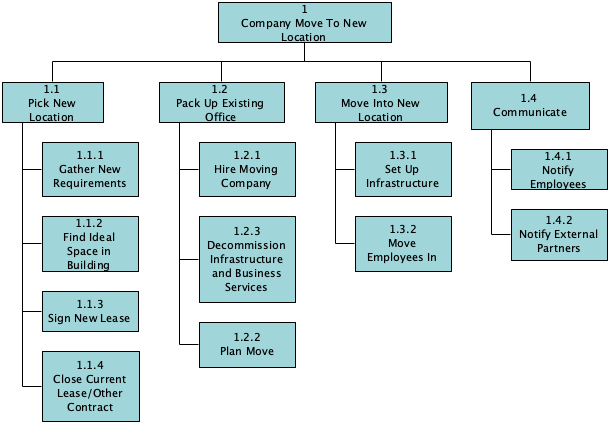 1
Company Move To New
Location
1.1
Pick New
Location
1.1.1
Gather New
Requirements
1.1.2
Find Ideal
Space in
Building
1.1.3
Sign New Lease
1.1.4
Close Current
Lease/Other
Contract
1.2
Pack Up Existing
Office
1.2.1
Hire Moving
Company
1.2.3
Decommission
Infrastructure
and Business
Services
1.2.2
Plan Move
1.3
Move Into New
Location
1.3.1
Set Up
Infrastructure
1.3.2
Move
Employees In
1.4
Communicate
1.4.1
Notify
Employees
1.4.2
Notify External
Partners